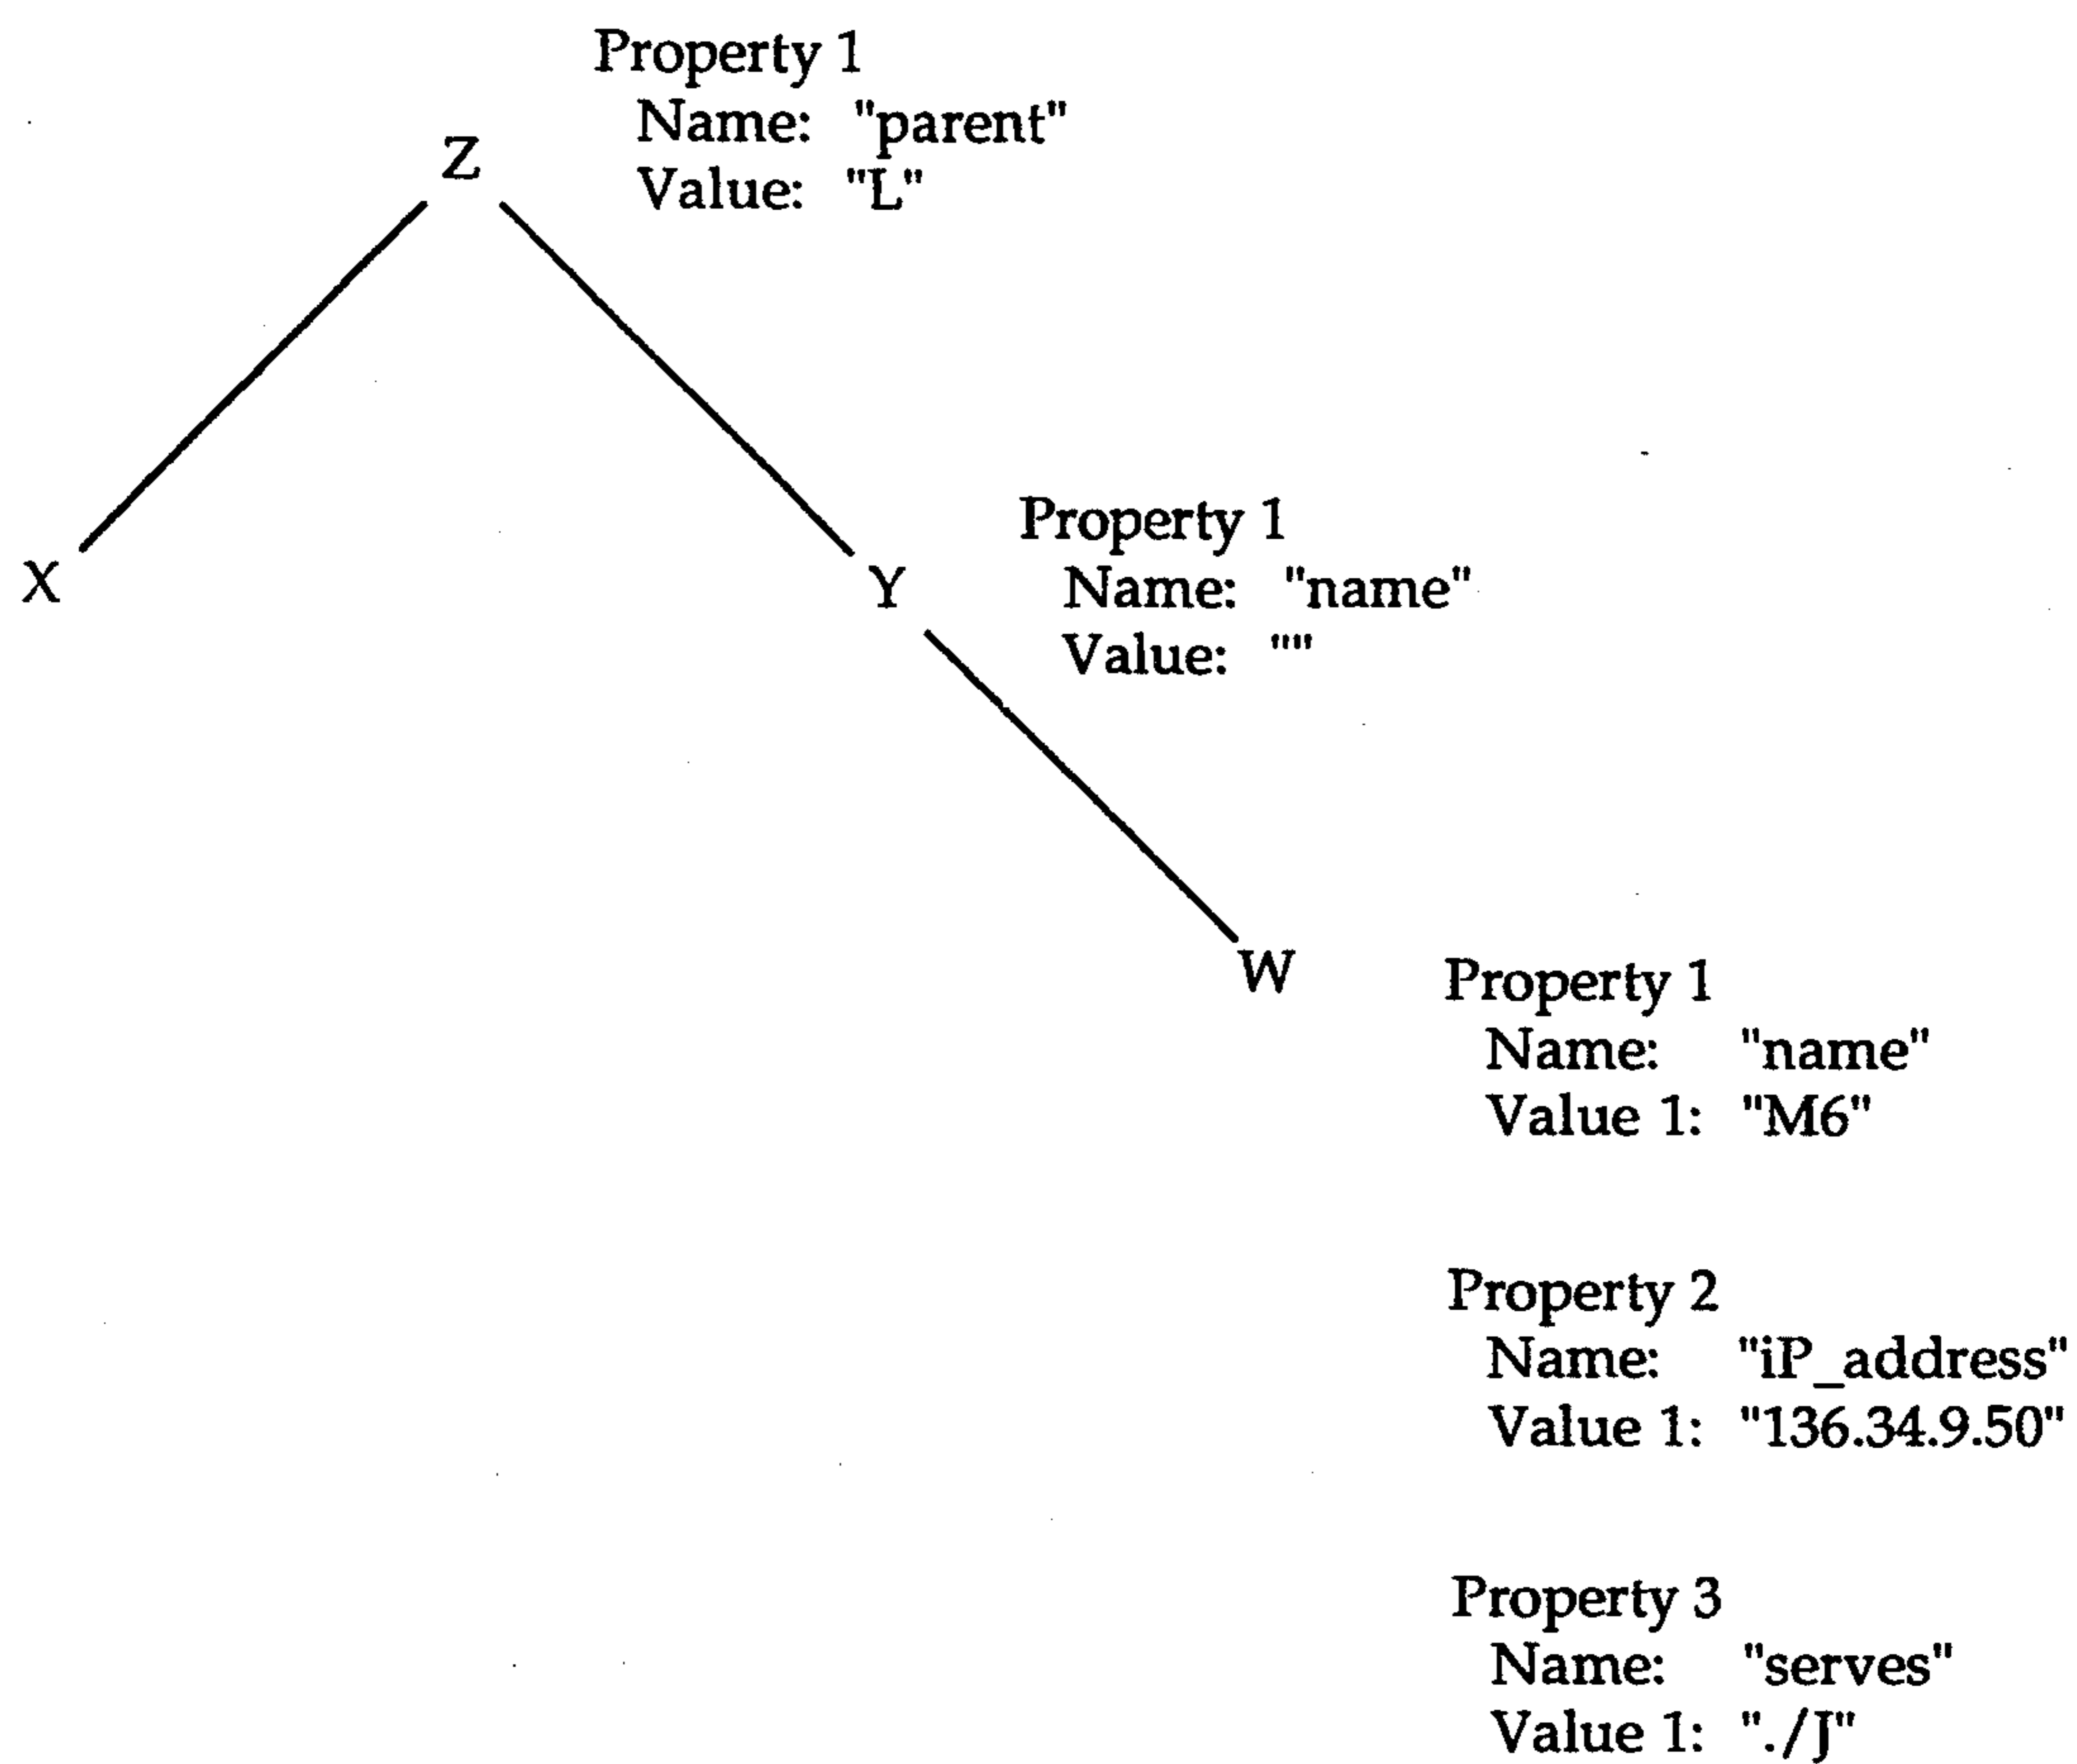 Property 1
Name: "parent"
Value: "L"
Z
X
Y
Property 1
Name: "name"
Value: ""
W
Property 1
Name: "name"
Value 1: "M6"
Property 2
Name: "iP_address"
Value 1: "136.34.9.50"
Property 3
Name: "serves"
Value 1: "./J"